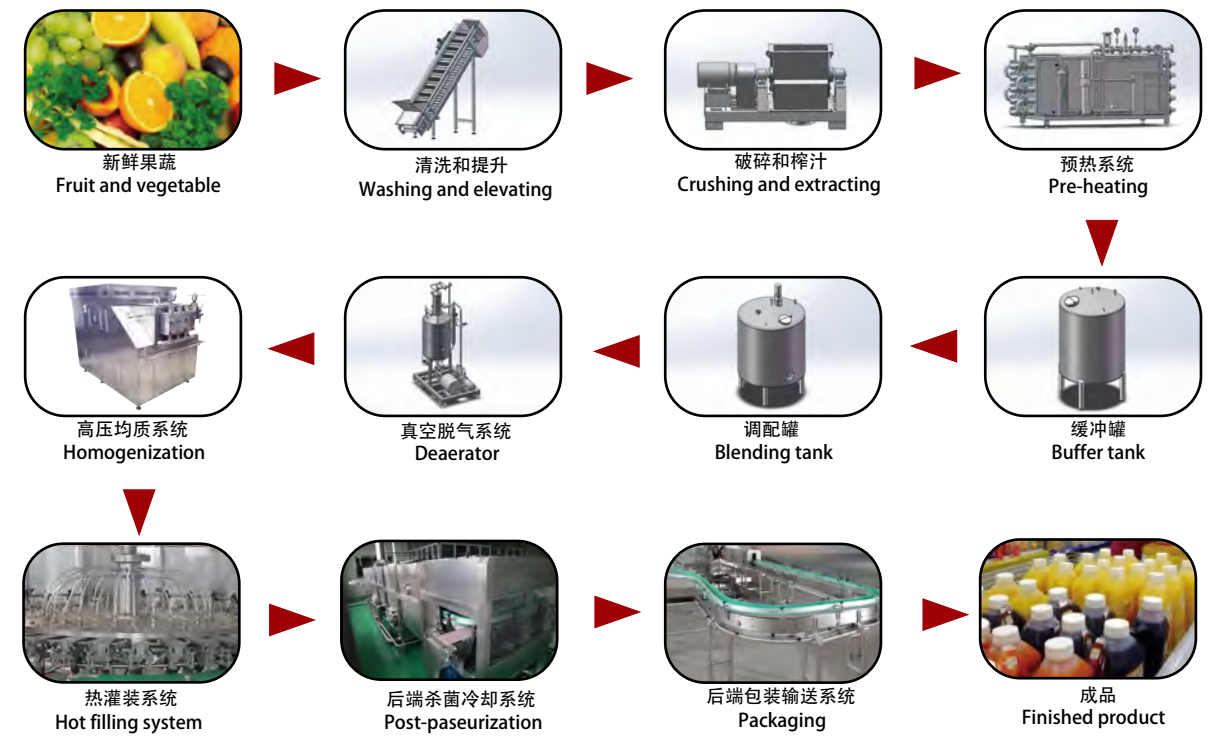 新鲜果蔬
Fruit and vegetable
清洗和提升
Washing and elevating
破碎和榨汁
Crushing and extracting
预热系统
Pre-heating
高压均质系统
Homogenization
真空脱气系统
Deaerator
调配罐
Blending tank
缓冲罐
Buffer tank
热灌装系统
Hot filling system
后端杀菌冷却系统
Post-paseurization
后端包装输送系统
Packaging
成品
Finished product